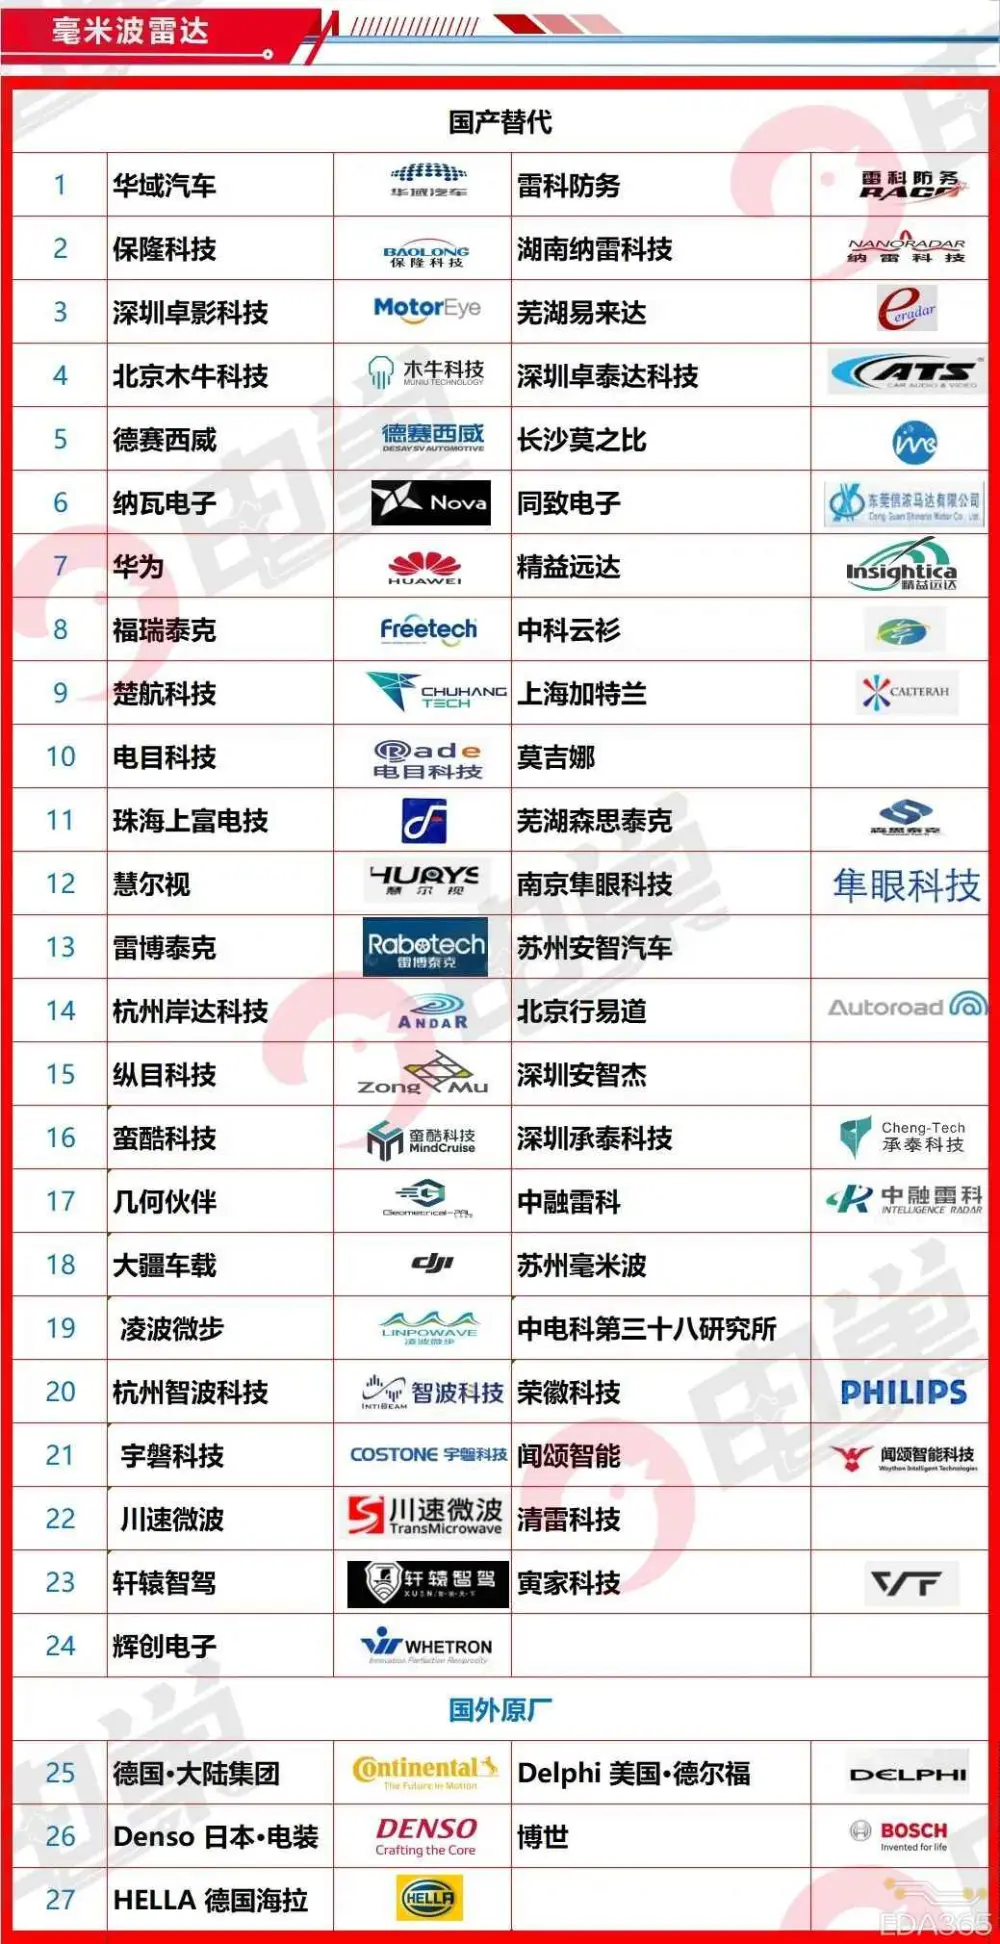 毫米波雷达
国产替代
1 华域汽车 华域汽车 雷科防务 雷科防务 RACO
2 保隆科技 BAOLONG 保隆科技 湖南纳雷科技 NANORADAR 纳雷科技
3 深圳卓影科技 MotorEye 芜湖易来达 eradar
4 北京木牛科技 木牛科技 MUNIU TECHNOLOGY 深圳卓泰达科技 ATS CAR AUDIO & VIDEO
5 德赛西威 德赛西威 DESAY SV AUTOMOTIVE 长沙莫之比
6 纳瓦电子 Nova 同致电子 东莞信浓马达有限公司 Dong Guan Shinano Motor Co., Ltd.
7 华为 HUAWEI 精益远达 Insightica 精益远达
8 福瑞泰克 Freetech 中科云衫
9 楚航科技 CHUHANG TECH 上海加特兰 CALTERAH
10 电目科技 Rade 电目科技 莫吉娜
11 珠海上富电技 芜湖森思泰克 森思泰克
12 慧尔视 HURYS 慧尔视 南京隼眼科技 隼眼科技
13 雷博泰克 Rabotech 雷博泰克 苏州安智汽车
14 杭州岸达科技 ANDAR 北京行易道 Autoroad
15 纵目科技 Zong Mu 深圳安智杰
16 蛮酷科技 蛮酷科技 MindCruise 深圳承泰科技 Cheng-Tech 承泰科技
17 几何伙伴 Geometrical-PAL 中融雷科 中融雷科 INTELLIGENCE RADAR
18 大疆车载 dji 苏州毫米波
19 凌波微步 LINPOWAVE 凌波微步 中电科第三十八研究所
20 杭州智波科技 INTIBEAM 智波科技 荣徽科技 PHILIPS
21 宇磐科技 COSTONE 宇磐科技 闻颂智能 闻颂智能科技 Waython Intelligent Technologies
22 川速微波 川速微波 TransMicrowave 清雷科技
23 轩辕智驾 轩辕智驾 寅家科技
24 辉创电子 WHETRON Innovation Perfection Reciprocity
国外原厂
25 德国·大陆集团 Continental The Future in Motion Delphi 美国·德尔福 DELPHI
26 Denso 日本·电装 DENSO Crafting the Core 博世 BOSCH Invented for life
27 HELLA 德国海拉 HELLA
EDA365